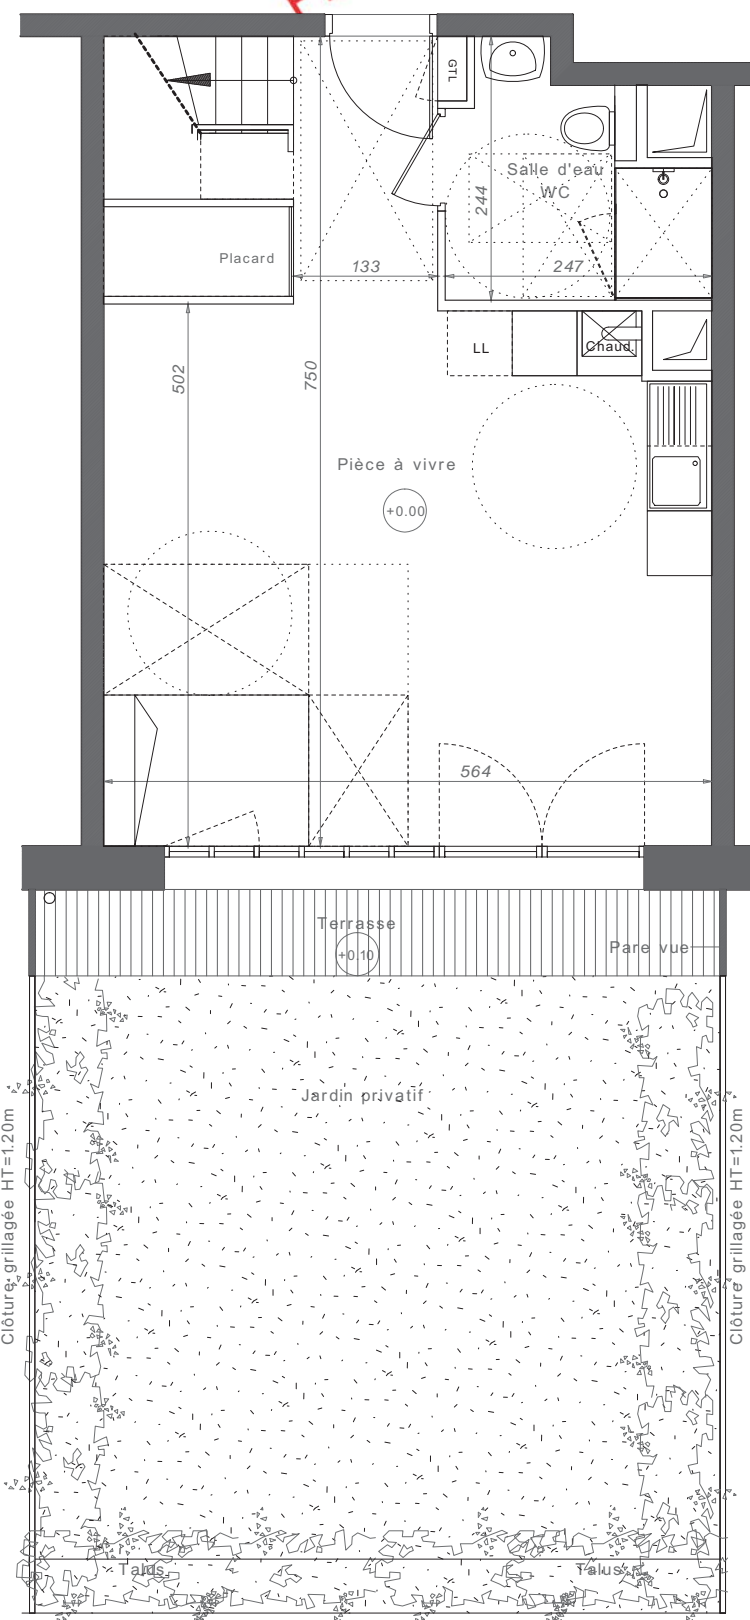 GTL
Salle d'eau
WC
244
Placard
133
247
LL
Chaud.
502
750
Pièce à vivre
+0.00
564
Terrasse
+0.10
Pare vue
Jardin privatif
Clôture grillagée HT=1.20m
Clôture grillagée HT=1.20m
Talus
Talus